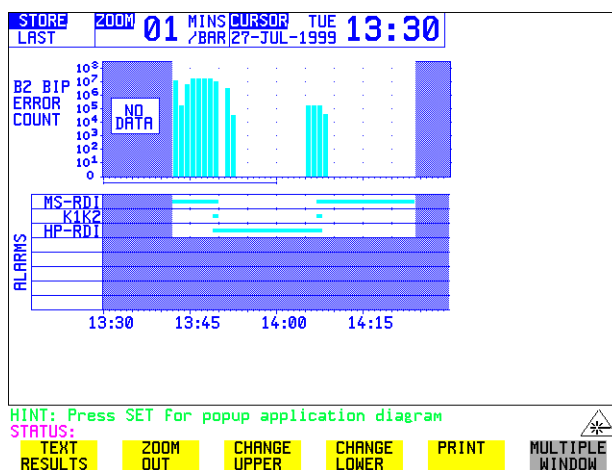 STORE ZOOM 01 MINS CURSOR TUE 13:30
LAST /BAR 27-JUL-1999
B2 BIP
ERROR
COUNT
10⁸
10⁷
10⁶
10⁵
10⁴
10³
10²
10¹
0
NO
DATA
ALARMS
MS-RDI
K1K2
HP-RDI
13:30 13:45 14:00 14:15
HINT: Press SET for popup application diagram
STATUS:
TEXT RESULTS
ZOOM OUT
CHANGE UPPER
CHANGE LOWER
PRINT
MULTIPLE WINDOW